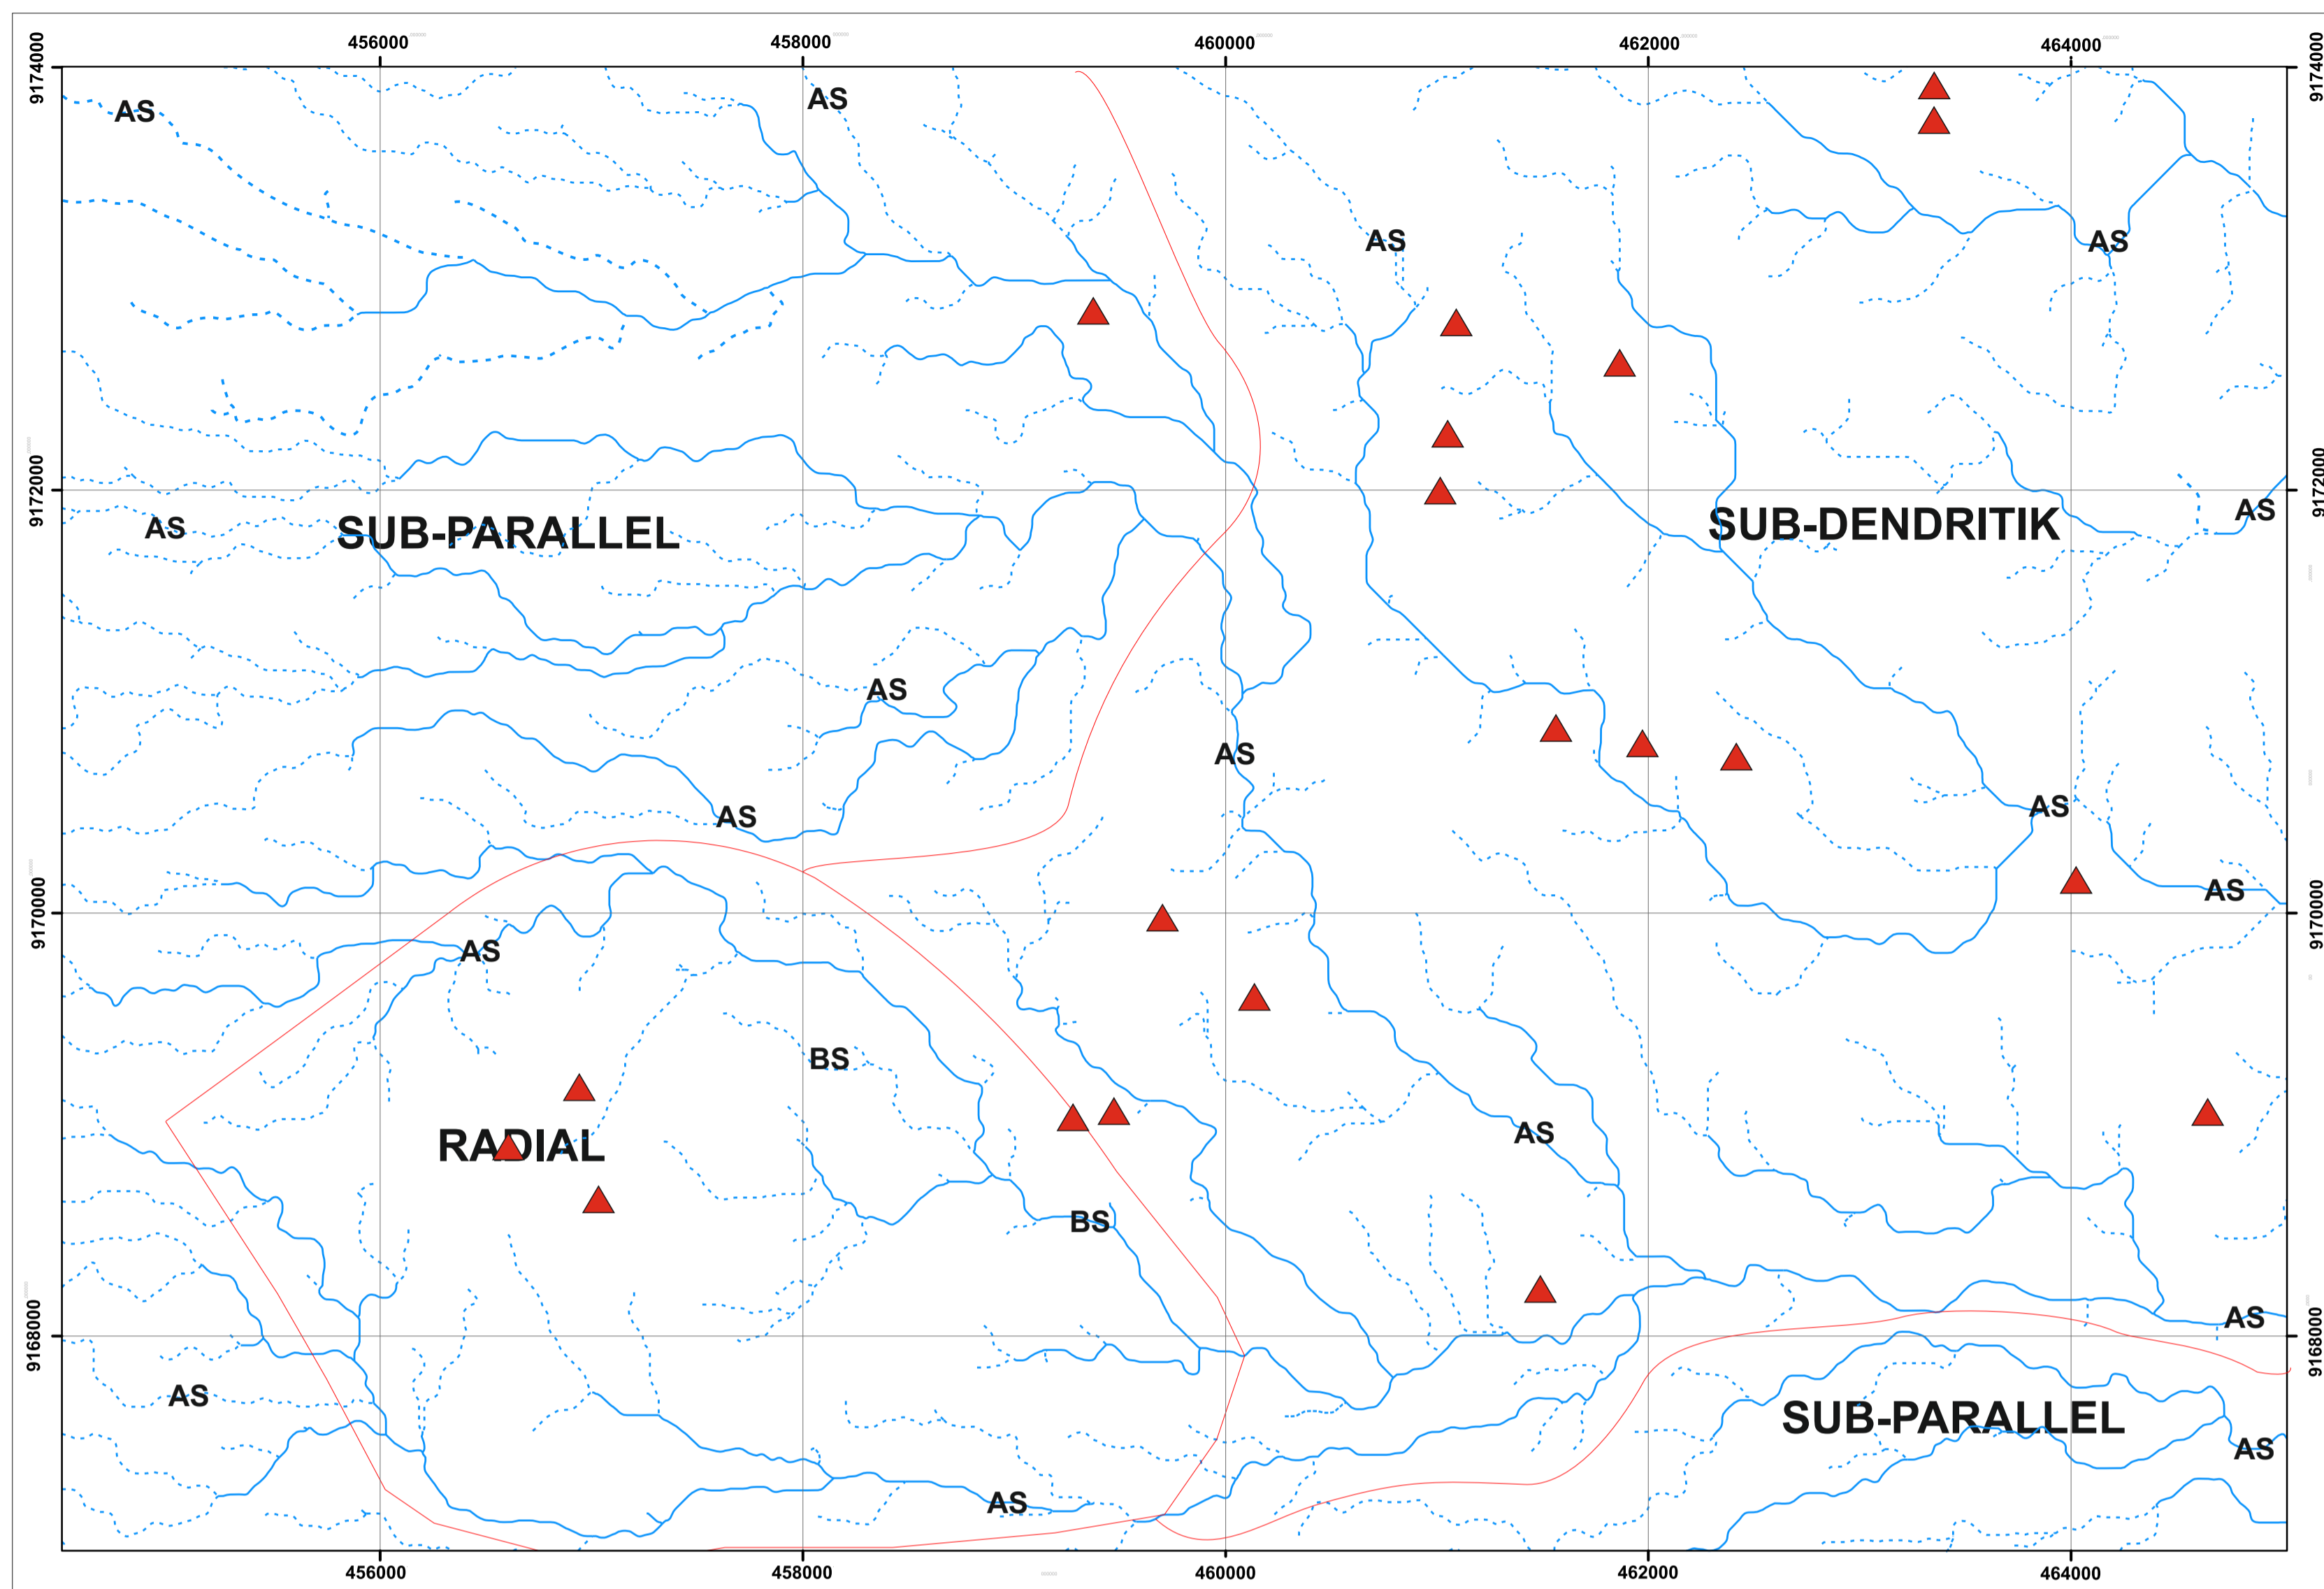 456000 458000 460000 462000 464000
9174000 9174000
AS AS
AS AS
9172000 9172000
AS
SUB-PARALLEL SUB-DENDRITIK
AS
AS
AS
AS AS
AS
9170000 9170000
AS
BS
AS
RADIAL
BS
9168000 9168000
AS
AS
SUB-PARALLEL
AS
AS
456000 458000 460000 462000 464000